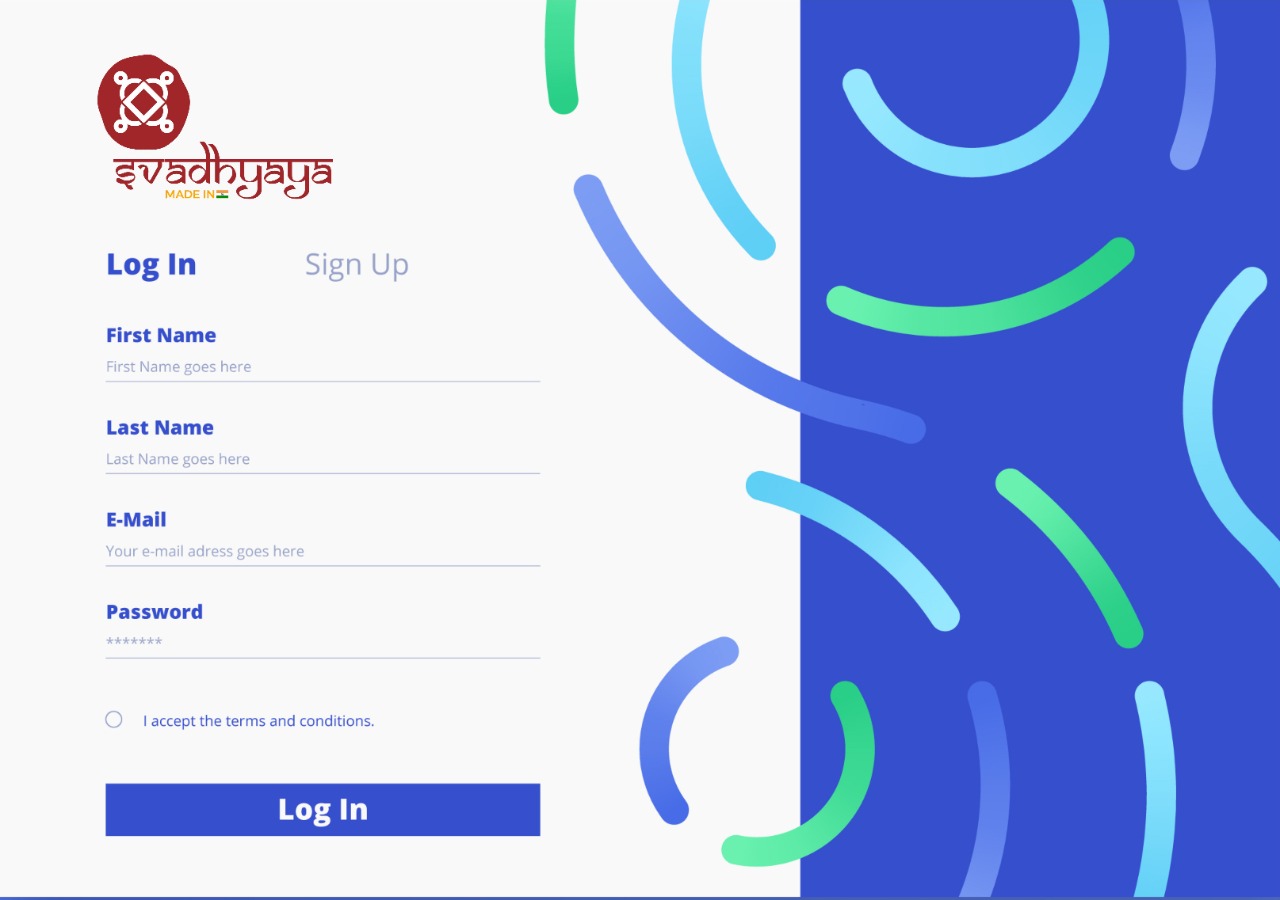 svadhyaya
MADE IN
Log In
Sign Up
First Name
First Name goes here
Last Name
Last Name goes here
E-Mail
Your e-mail adress goes here
Password
*******
I accept the terms and conditions.
Log In